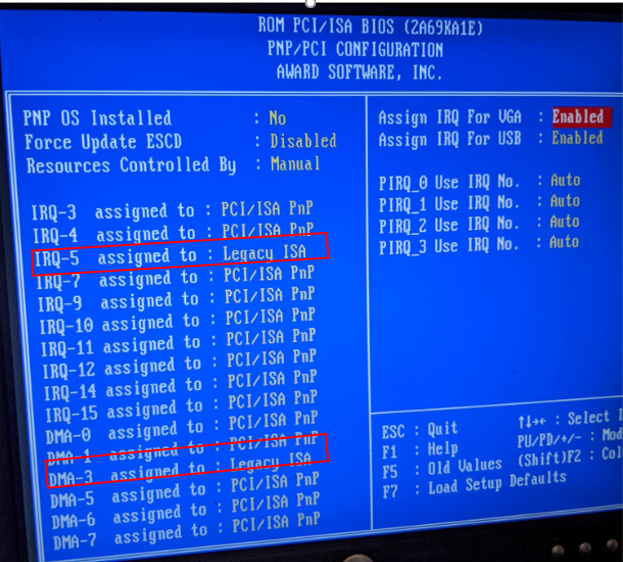 ROM PCI/ISA BIOS (2A69KA1E)
PNP/PCI CONFIGURATION
AWARD SOFTWARE, INC.
PNP OS Installed : No
Force Update ESCD : Disabled
Resources Controlled By : Manual
IRQ-3 assigned to : PCI/ISA PnP
IRQ-4 assigned to : PCI/ISA PnP
IRQ-5 assigned to : Legacy ISA
IRQ-7 assigned to : PCI/ISA PnP
IRQ-9 assigned to : PCI/ISA PnP
IRQ-10 assigned to : PCI/ISA PnP
IRQ-11 assigned to : PCI/ISA PnP
IRQ-12 assigned to : PCI/ISA PnP
IRQ-14 assigned to : PCI/ISA PnP
IRQ-15 assigned to : PCI/ISA PnP
DMA-0 assigned to : PCI/ISA PnP
DMA-1 assigned to : PCI/ISA PnP
DMA-3 assigned to : Legacy ISA
DMA-5 assigned to : PCI/ISA PnP
DMA-6 assigned to : PCI/ISA PnP
DMA-7 assigned to : PCI/ISA PnP
Assign IRQ For VGA : Enabled
Assign IRQ For USB : Enabled
PIRQ_0 Use IRQ No. : Auto
PIRQ_1 Use IRQ No. : Auto
PIRQ_2 Use IRQ No. : Auto
PIRQ_3 Use IRQ No. : Auto
ESC : Quit ↑↓→← : Select I
F1 : Help PU/PD/+/- : Mod
F5 : Old Values (Shift)F2 : Col
F7 : Load Setup Defaults